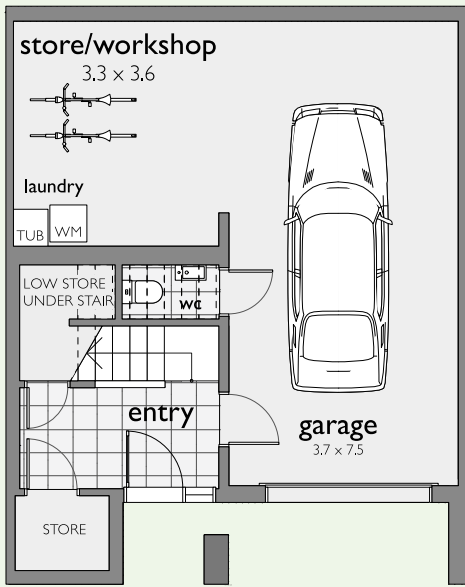 store/workshop
3.3 x 3.6
laundry
TUB
WM
LOW STORE
UNDER STAIR
wc
entry
garage
3.7 x 7.5
STORE